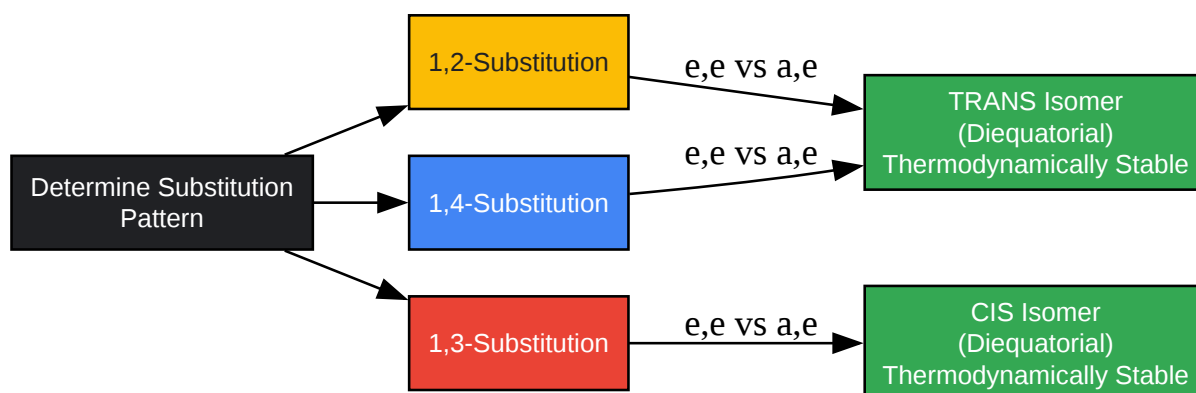 Determine Substitution
Pattern
1,2-Substitution
1,4-Substitution
1,3-Substitution
e,e vs a,e
e,e vs a,e
e,e vs a,e
TRANS Isomer
(Diequatorial)
Thermodynamically Stable
CIS Isomer
(Diequatorial)
Thermodynamically Stable